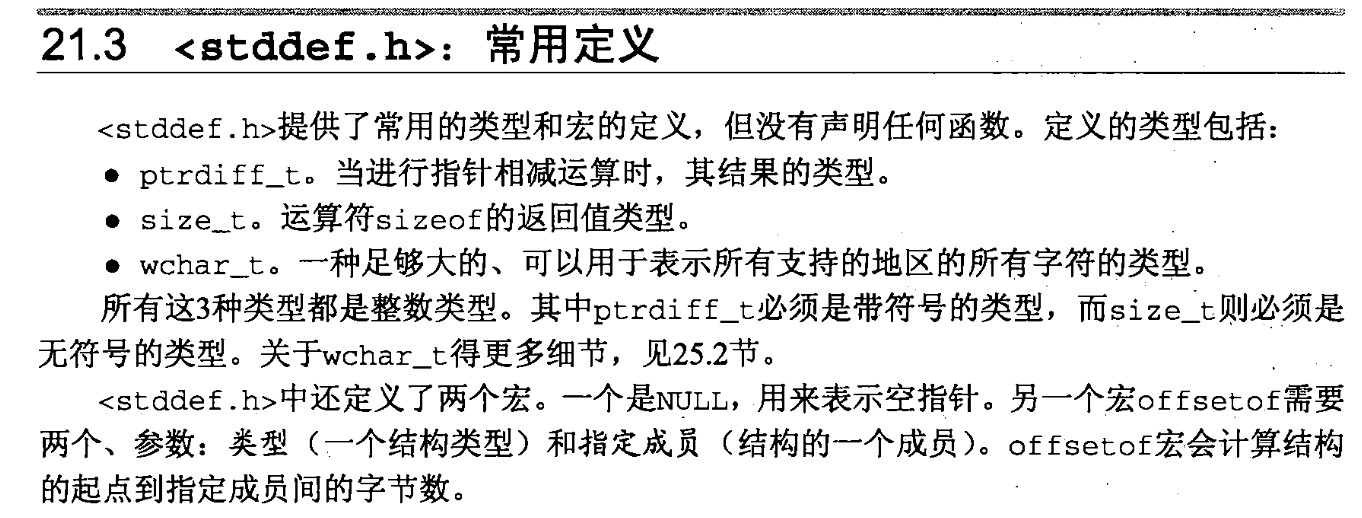 21.3 <stddef.h>：常用定义
<stddef.h>提供了常用的类型和宏的定义，但没有声明任何函数。定义的类型包括：
● ptrdiff_t。当进行指针相减运算时，其结果的类型。
● size_t。运算符sizeof的返回值类型。
● wchar_t。一种足够大的、可以用于表示所有支持的地区的所有字符的类型。
所有这3种类型都是整数类型。其中ptrdiff_t必须是带符号的类型，而size_t则必须是
无符号的类型。关于wchar_t得更多细节，见25.2节。
<stddef.h>中还定义了两个宏。一个是NULL，用来表示空指针。另一个宏offsetof需要
两个、参数：类型（一个结构类型）和指定成员（结构的一个成员）。offsetof宏会计算结构
的起点到指定成员间的字节数。